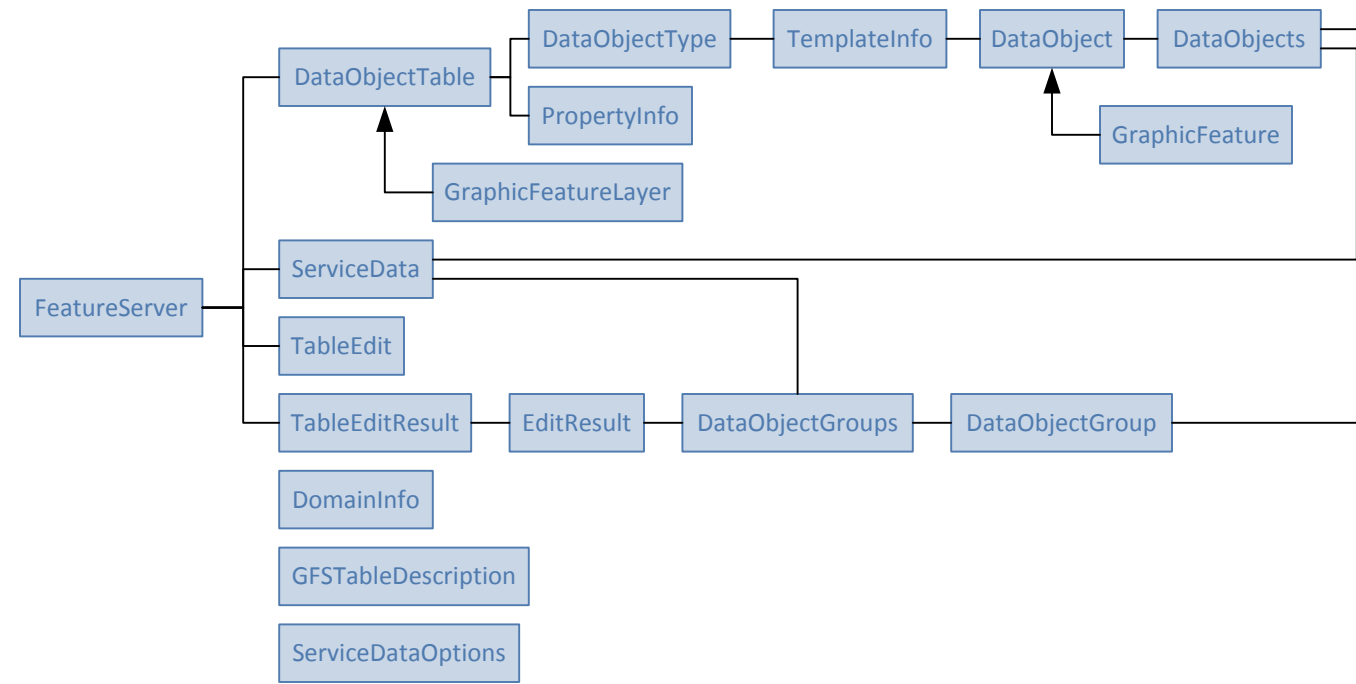 DataObjectType
TemplateInfo
DataObject
DataObjects
DataObjectTable
PropertyInfo
GraphicFeature
GraphicFeatureLayer
ServiceData
FeatureServer
TableEdit
TableEditResult
EditResult
DataObjectGroups
DataObjectGroup
DomainInfo
GFSTableDescription
ServiceDataOptions